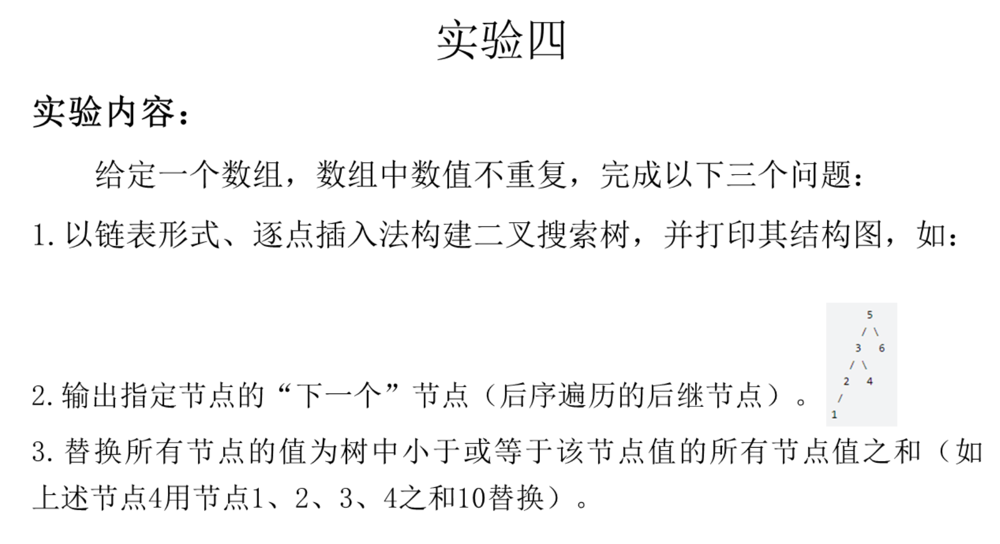 实验四
实验内容：
给定一个数组，数组中数值不重复，完成以下三个问题：
1. 以链表形式、逐点插入法构建二叉搜索树，并打印其结构图，如：
5
/ \
3 6
/ \
2 4
/
1
2. 输出指定节点的“下一个”节点（后序遍历的后继节点）。
3. 替换所有节点的值为树中小于或等于该节点值的所有节点值之和（如
上述节点4用节点1、2、3、4之和10替换）。